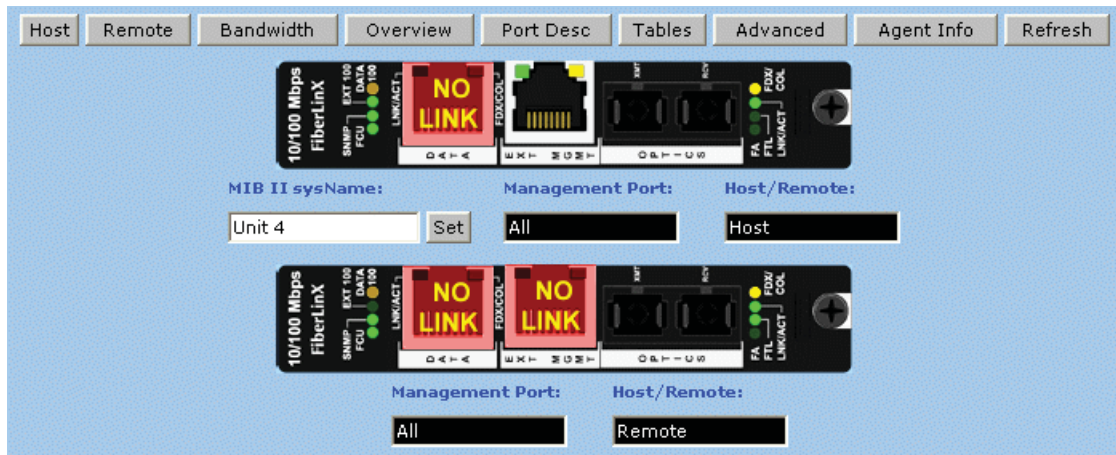 Host Remote Bandwidth Overview Port Desc Tables Advanced Agent Info Refresh
10/100 Mbps
FiberLinX
SNMP
FCU
EXT 100
DATA
100
LNK/ACT
NO
LINK
FDX/COL
DATA
EXT MGMT
XMT
RCV
OPTICS
FA
FTL
LNK/ACT
FDX/
COL
MIB II sysName: Management Port: Host/Remote:
Unit 4 Set All Host
10/100 Mbps
FiberLinX
SNMP
FCU
EXT 100
DATA
100
LNK/ACT
NO
LINK
FDX/COL
NO
LINK
DATA
EXT MGMT
XMT
RCV
OPTICS
FA
FTL
LNK/ACT
FDX/
COL
Management Port: Host/Remote:
All Remote